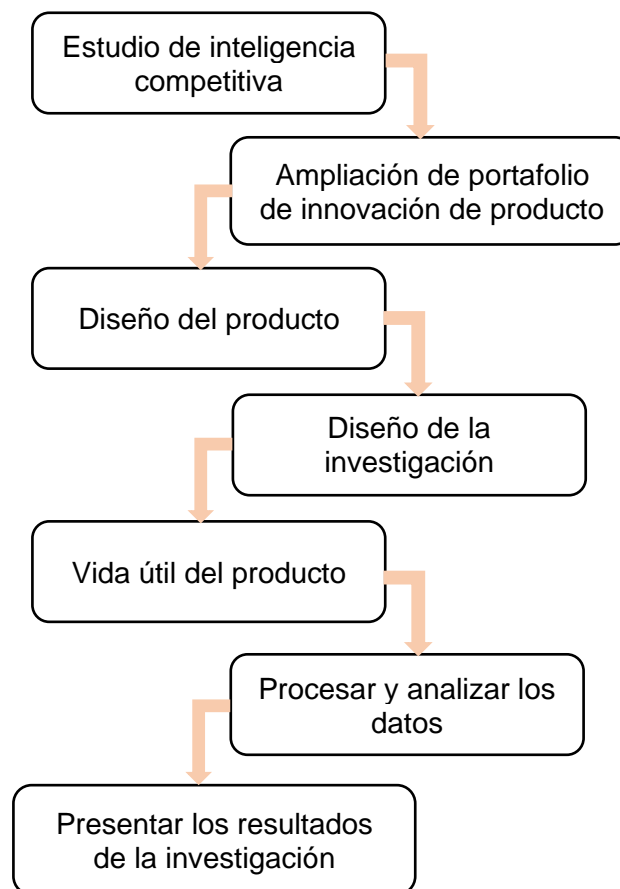 Estudio de inteligencia
competitiva
Ampliación de portafolio
de innovación de producto
Diseño del producto
Diseño de la
investigación
Vida útil del producto
Procesar y analizar los
datos
Presentar los resultados
de la investigación